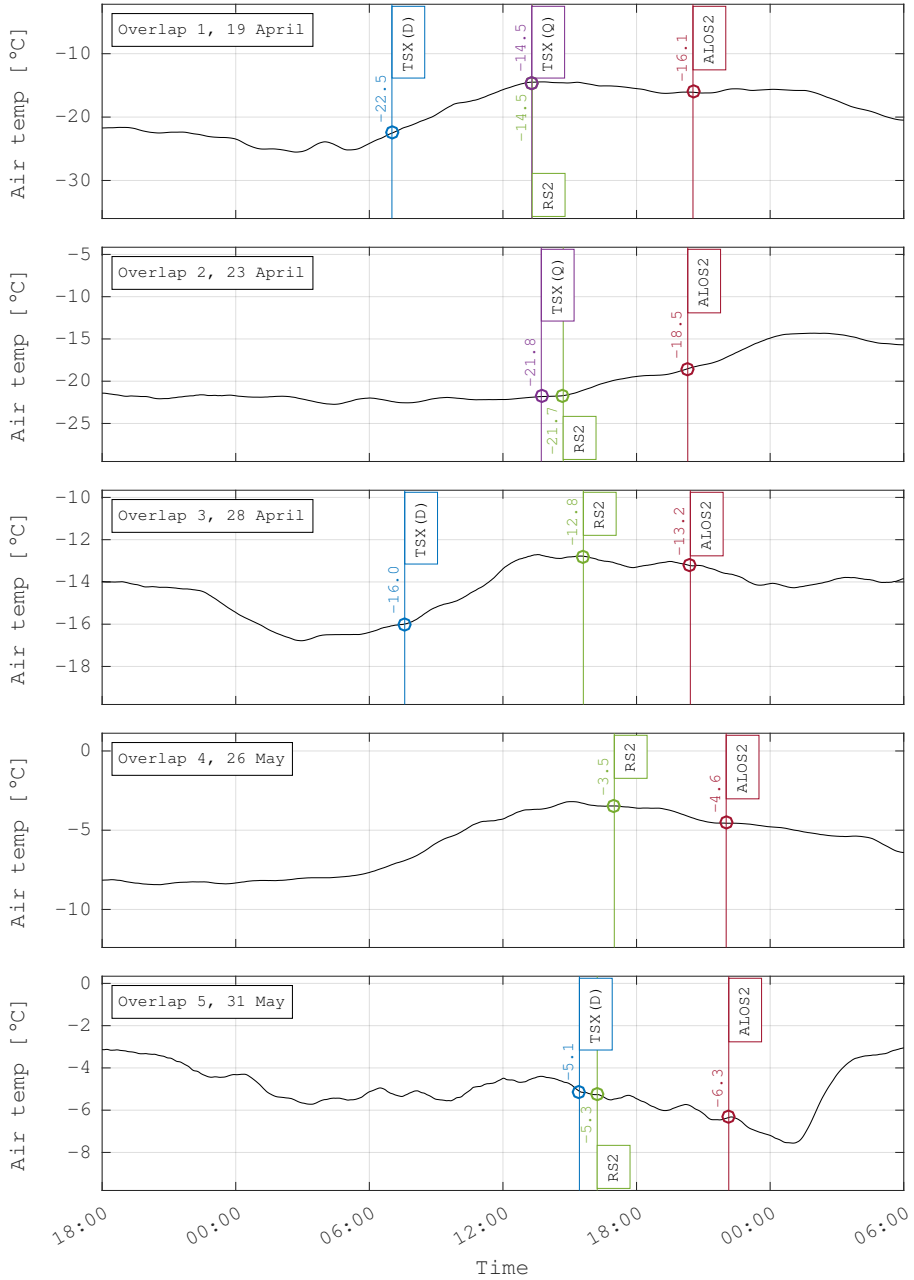 Overlap 1, 19 April
Air temp [°C]
−10
−20
−30
−22.5
TSX(D)
−14.5
TSX(Q)
−14.5
RS2
−16.1
ALOS2
Overlap 2, 23 April
Air temp [°C]
−5
−10
−15
−20
−25
−21.8
TSX(Q)
−21.7
RS2
−18.5
ALOS2
Overlap 3, 28 April
Air temp [°C]
−10
−12
−14
−16
−18
−16.0
TSX(D)
−12.8
RS2
−13.2
ALOS2
Overlap 4, 26 May
Air temp [°C]
0
−5
−10
−3.5
RS2
−4.6
ALOS2
Overlap 5, 31 May
Air temp [°C]
0
−2
−4
−6
−8
−5.1
TSX(D)
−5.3
RS2
−6.3
ALOS2
18:00
00:00
06:00
12:00
18:00
00:00
06:00
Time